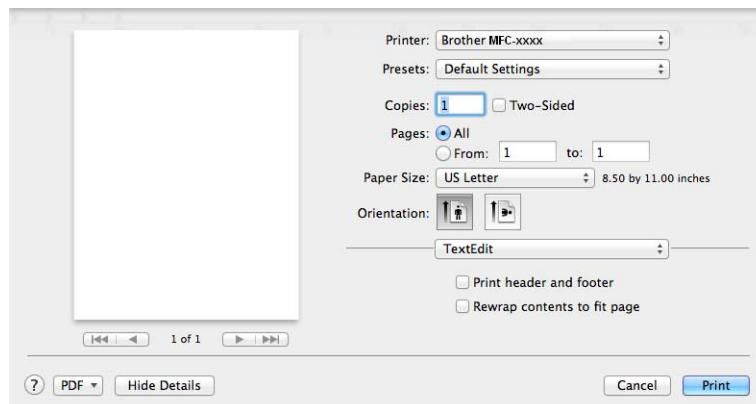 Printer: Brother MFC-xxxx
Presets: Default Settings
Copies: 1 Two-Sided
Pages: All
From: 1 to: 1
Paper Size: US Letter 8.50 by 11.00 inches
Orientation:
TextEdit
Print header and footer
Rewrap contents to fit page
1 of 1
? PDF Hide Details Cancel Print